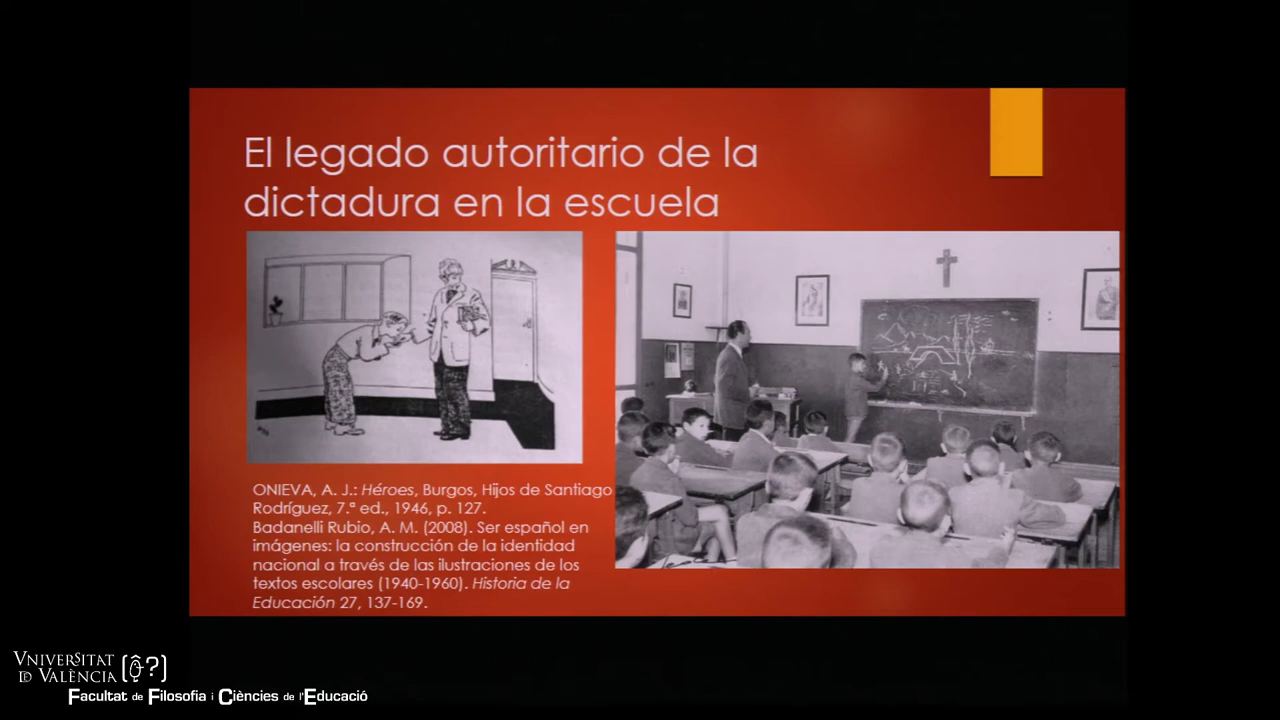 El legado autoritario de la
dictadura en la escuela
ONIEVA, A. J.: Héroes, Burgos, Hijos de Santiago
Rodríguez, 7.ª ed., 1946, p. 127.
Badanelli Rubio, A. M. (2008). Ser español en
imágenes: la construcción de la identidad
nacional a través de las ilustraciones de los
textos escolares (1940-1960). Historia de la
Educación 27, 137-169.
VNIVERSITAT
DE VALÈNCIA
Facultat de Filosofia i Ciències de l'Educació